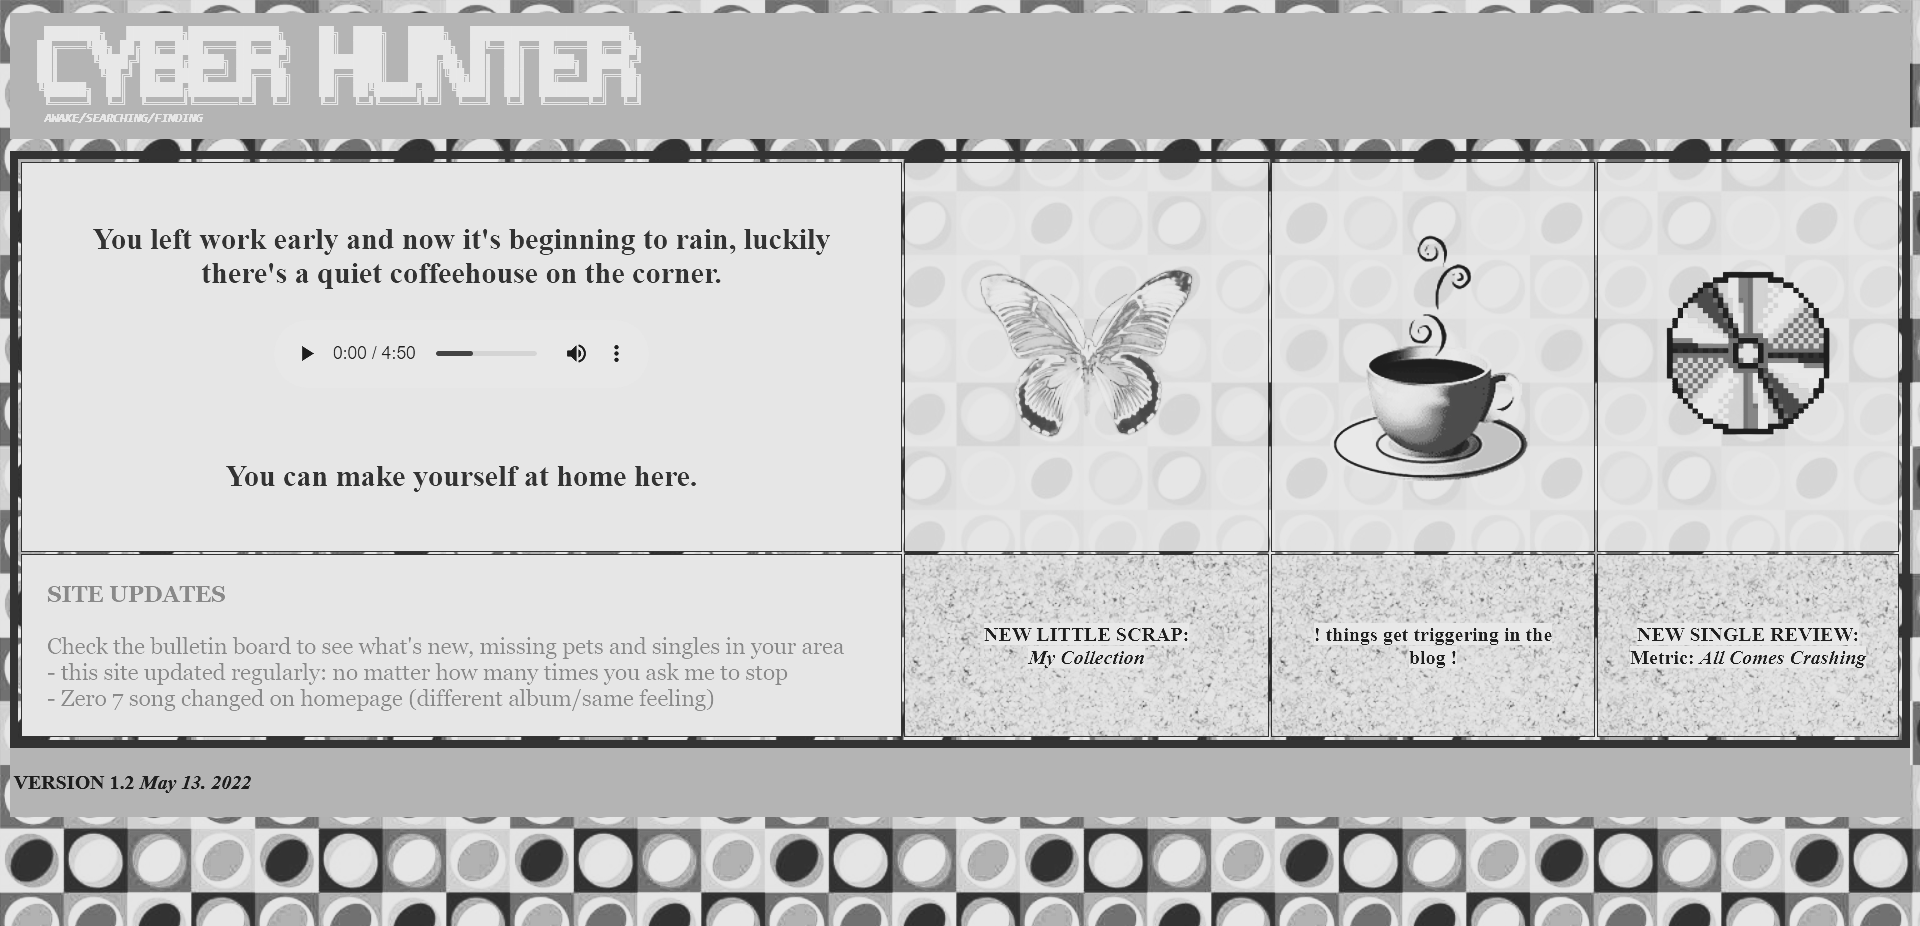 CYBER HUNTER
AWAKE/SEARCHING/FINDING
You left work early and now it's beginning to rain, luckily
there's a quiet coffeehouse on the corner.
0:00 / 4:50
You can make yourself at home here.
SITE UPDATES
Check the bulletin board to see what's new, missing pets and singles in your area
- this site updated regularly: no matter how many times you ask me to stop
- Zero 7 song changed on homepage (different album/same feeling)
NEW LITTLE SCRAP:
My Collection
! things get triggering in the
blog !
NEW SINGLE REVIEW:
Metric: All Comes Crashing
VERSION 1.2 May 13. 2022